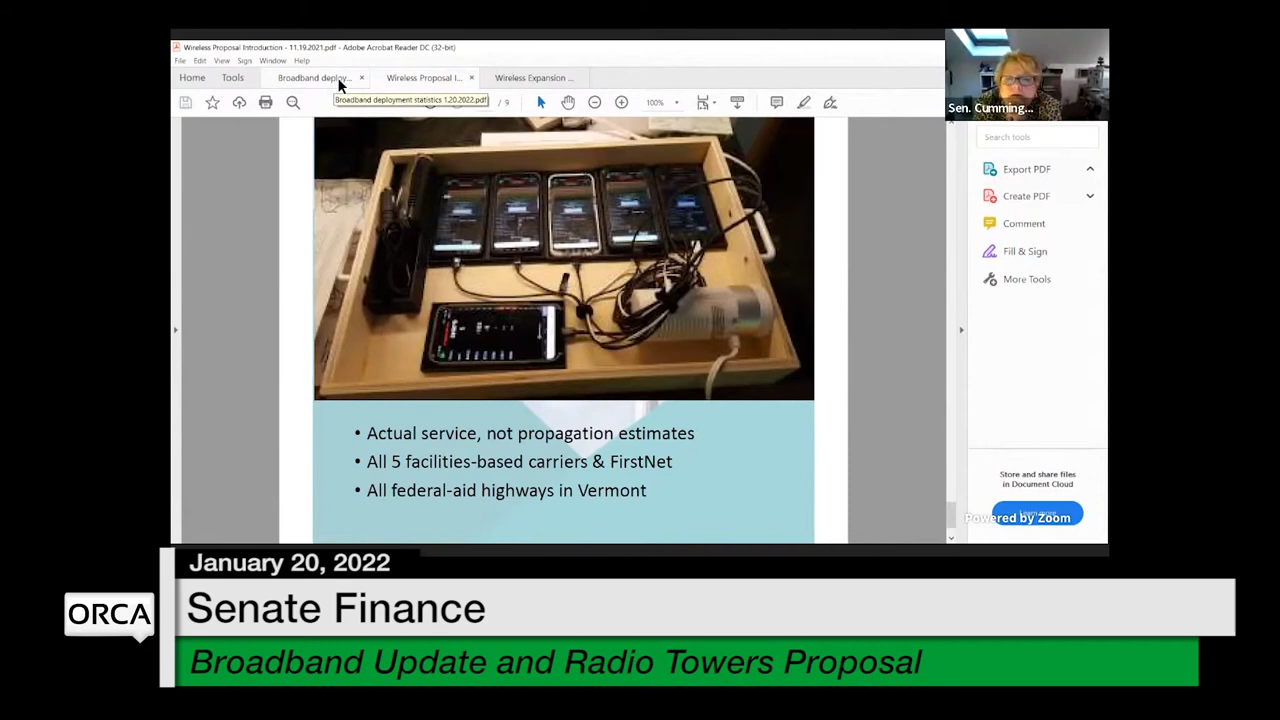 Wireless Proposal Introduction - 11.19.2021.pdf - Adobe Acrobat Reader DC (32-bit)
File Edit View Sign Window Help
Home Tools Broadband deploy... × Wireless Proposal I... × Wireless Expansion ...
Broadband deployment statistics 1.20.2022.pdf
/ 9
100%
Sen. Cumming...
Search tools
Export PDF
Create PDF
Comment
Fill & Sign
More Tools
• Actual service, not propagation estimates
• All 5 facilities-based carriers & FirstNet
• All federal-aid highways in Vermont
Store and share files
in Document Cloud
Powered by Zoom
January 20, 2022
ORCA
Senate Finance
Broadband Update and Radio Towers Proposal